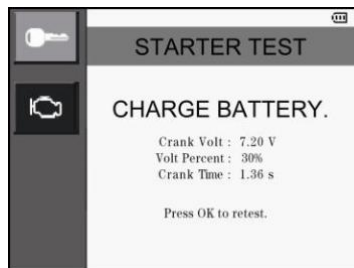 STARTER TEST
CHARGE BATTERY.
Crank Volt : 7.20 V
Volt Percent : 30%
Crank Time : 1.36 s
Press OK to retest.